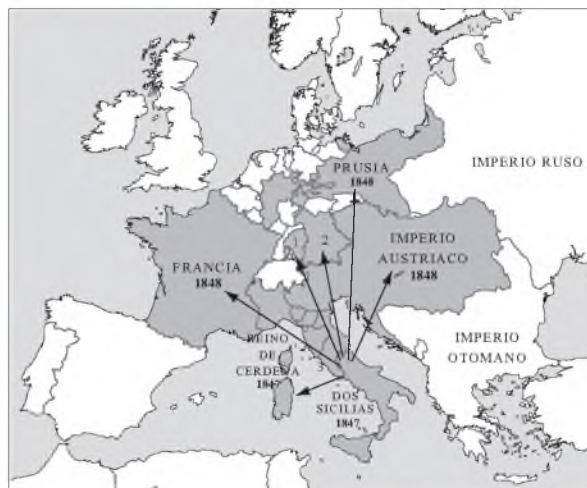 PRUSIA
1848
IMPERIO RUSO
2
IMPERIO
AUSTRIACO
1848
FRANCIA
1848
IMPERIO
OTOMANO
REINO
DE
CERDEÑA
1847
3
DOS
SICILIAS
1847